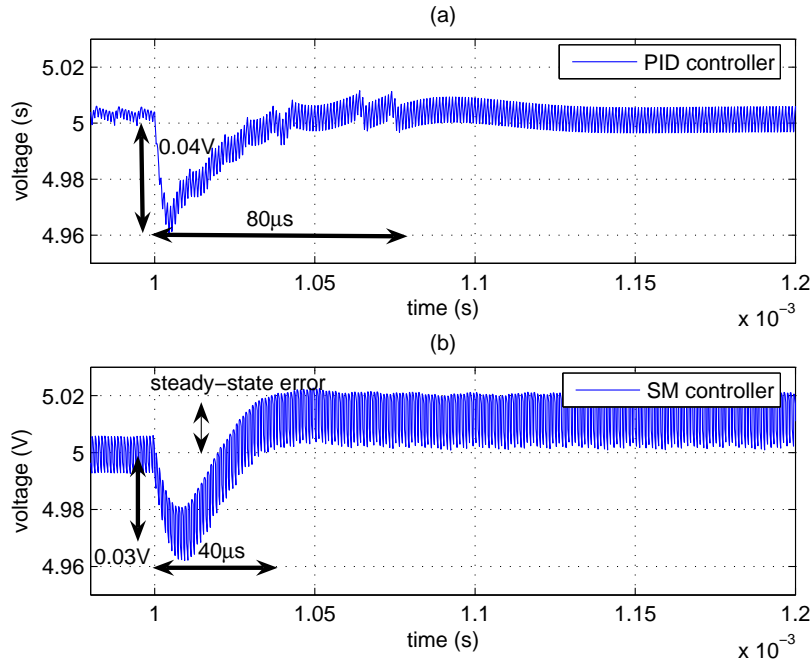 (a)
PID controller
voltage (s)
5.02
5
4.98
4.96
0.04V
80μs
1
1.05
1.1
1.15
1.2
time (s)
x 10⁻³
(b)
SM controller
voltage (V)
5.02
5
4.98
4.96
steady−state error
0.03V
40μs
1
1.05
1.1
1.15
1.2
time (s)
x 10⁻³